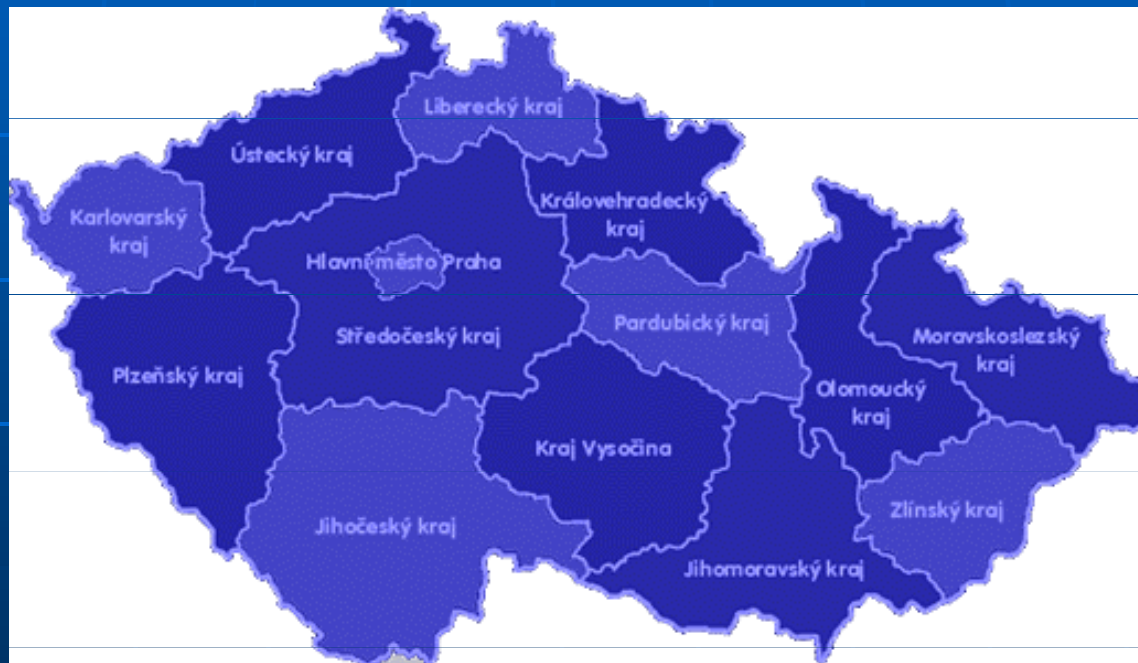 Liberecký kraj
Ústecký kraj
Královehradecký
kraj
Karlovarský
kraj
Hlavní město Praha
Pardubický kraj
Středočeský kraj
Moravskoslezský
kraj
Plzeňský kraj
Olomoucký
kraj
Kraj Vysočina
Zlínský kraj
Jihočeský kraj
Jihomoravský kraj